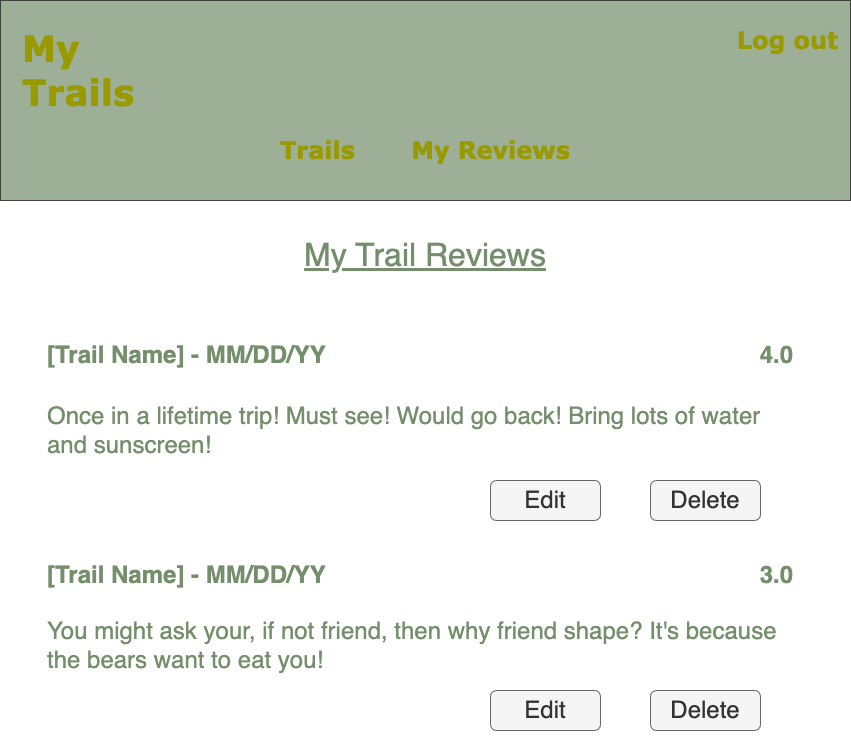 My
Trails
Log out
Trails My Reviews
My Trail Reviews
[Trail Name] - MM/DD/YY 4.0
Once in a lifetime trip! Must see! Would go back! Bring lots of water
and sunscreen!
Edit Delete
[Trail Name] - MM/DD/YY 3.0
You might ask your, if not friend, then why friend shape? It's because
the bears want to eat you!
Edit Delete